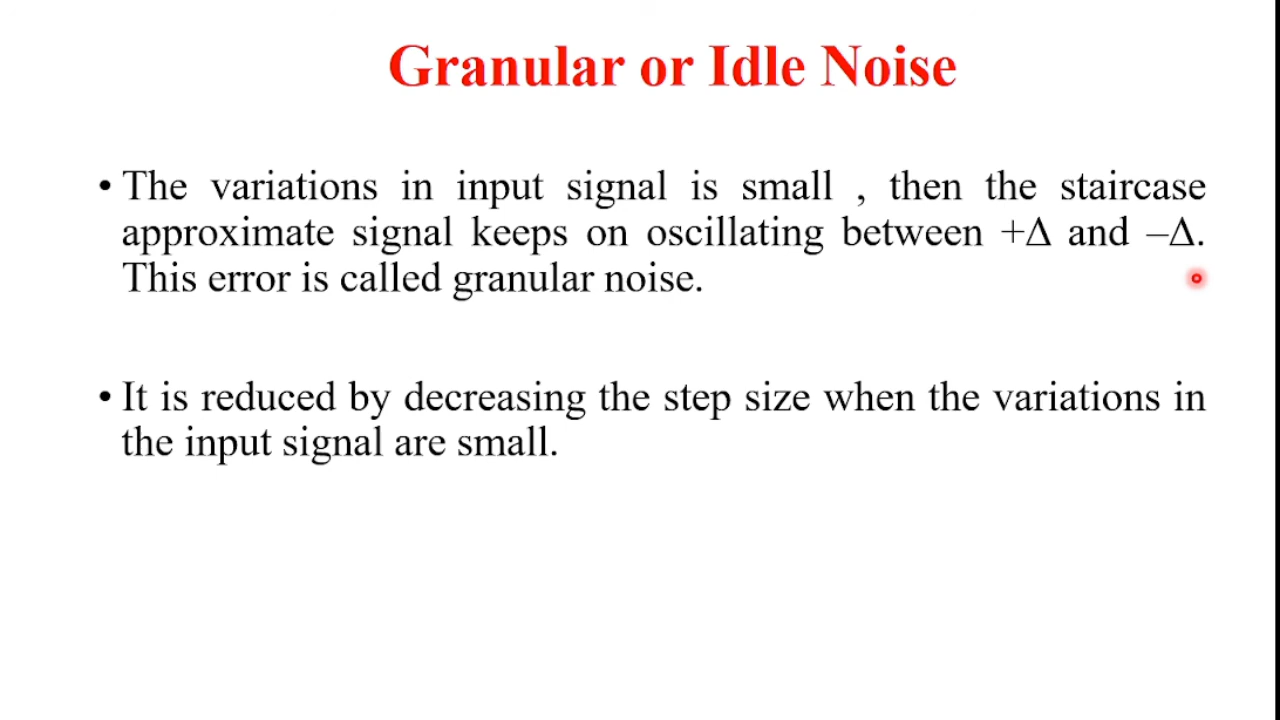 Granular or Idle Noise
• The variations in input signal is small , then the staircase
approximate signal keeps on oscillating between +Δ and –Δ.
This error is called granular noise.
• It is reduced by decreasing the step size when the variations in
the input signal are small.